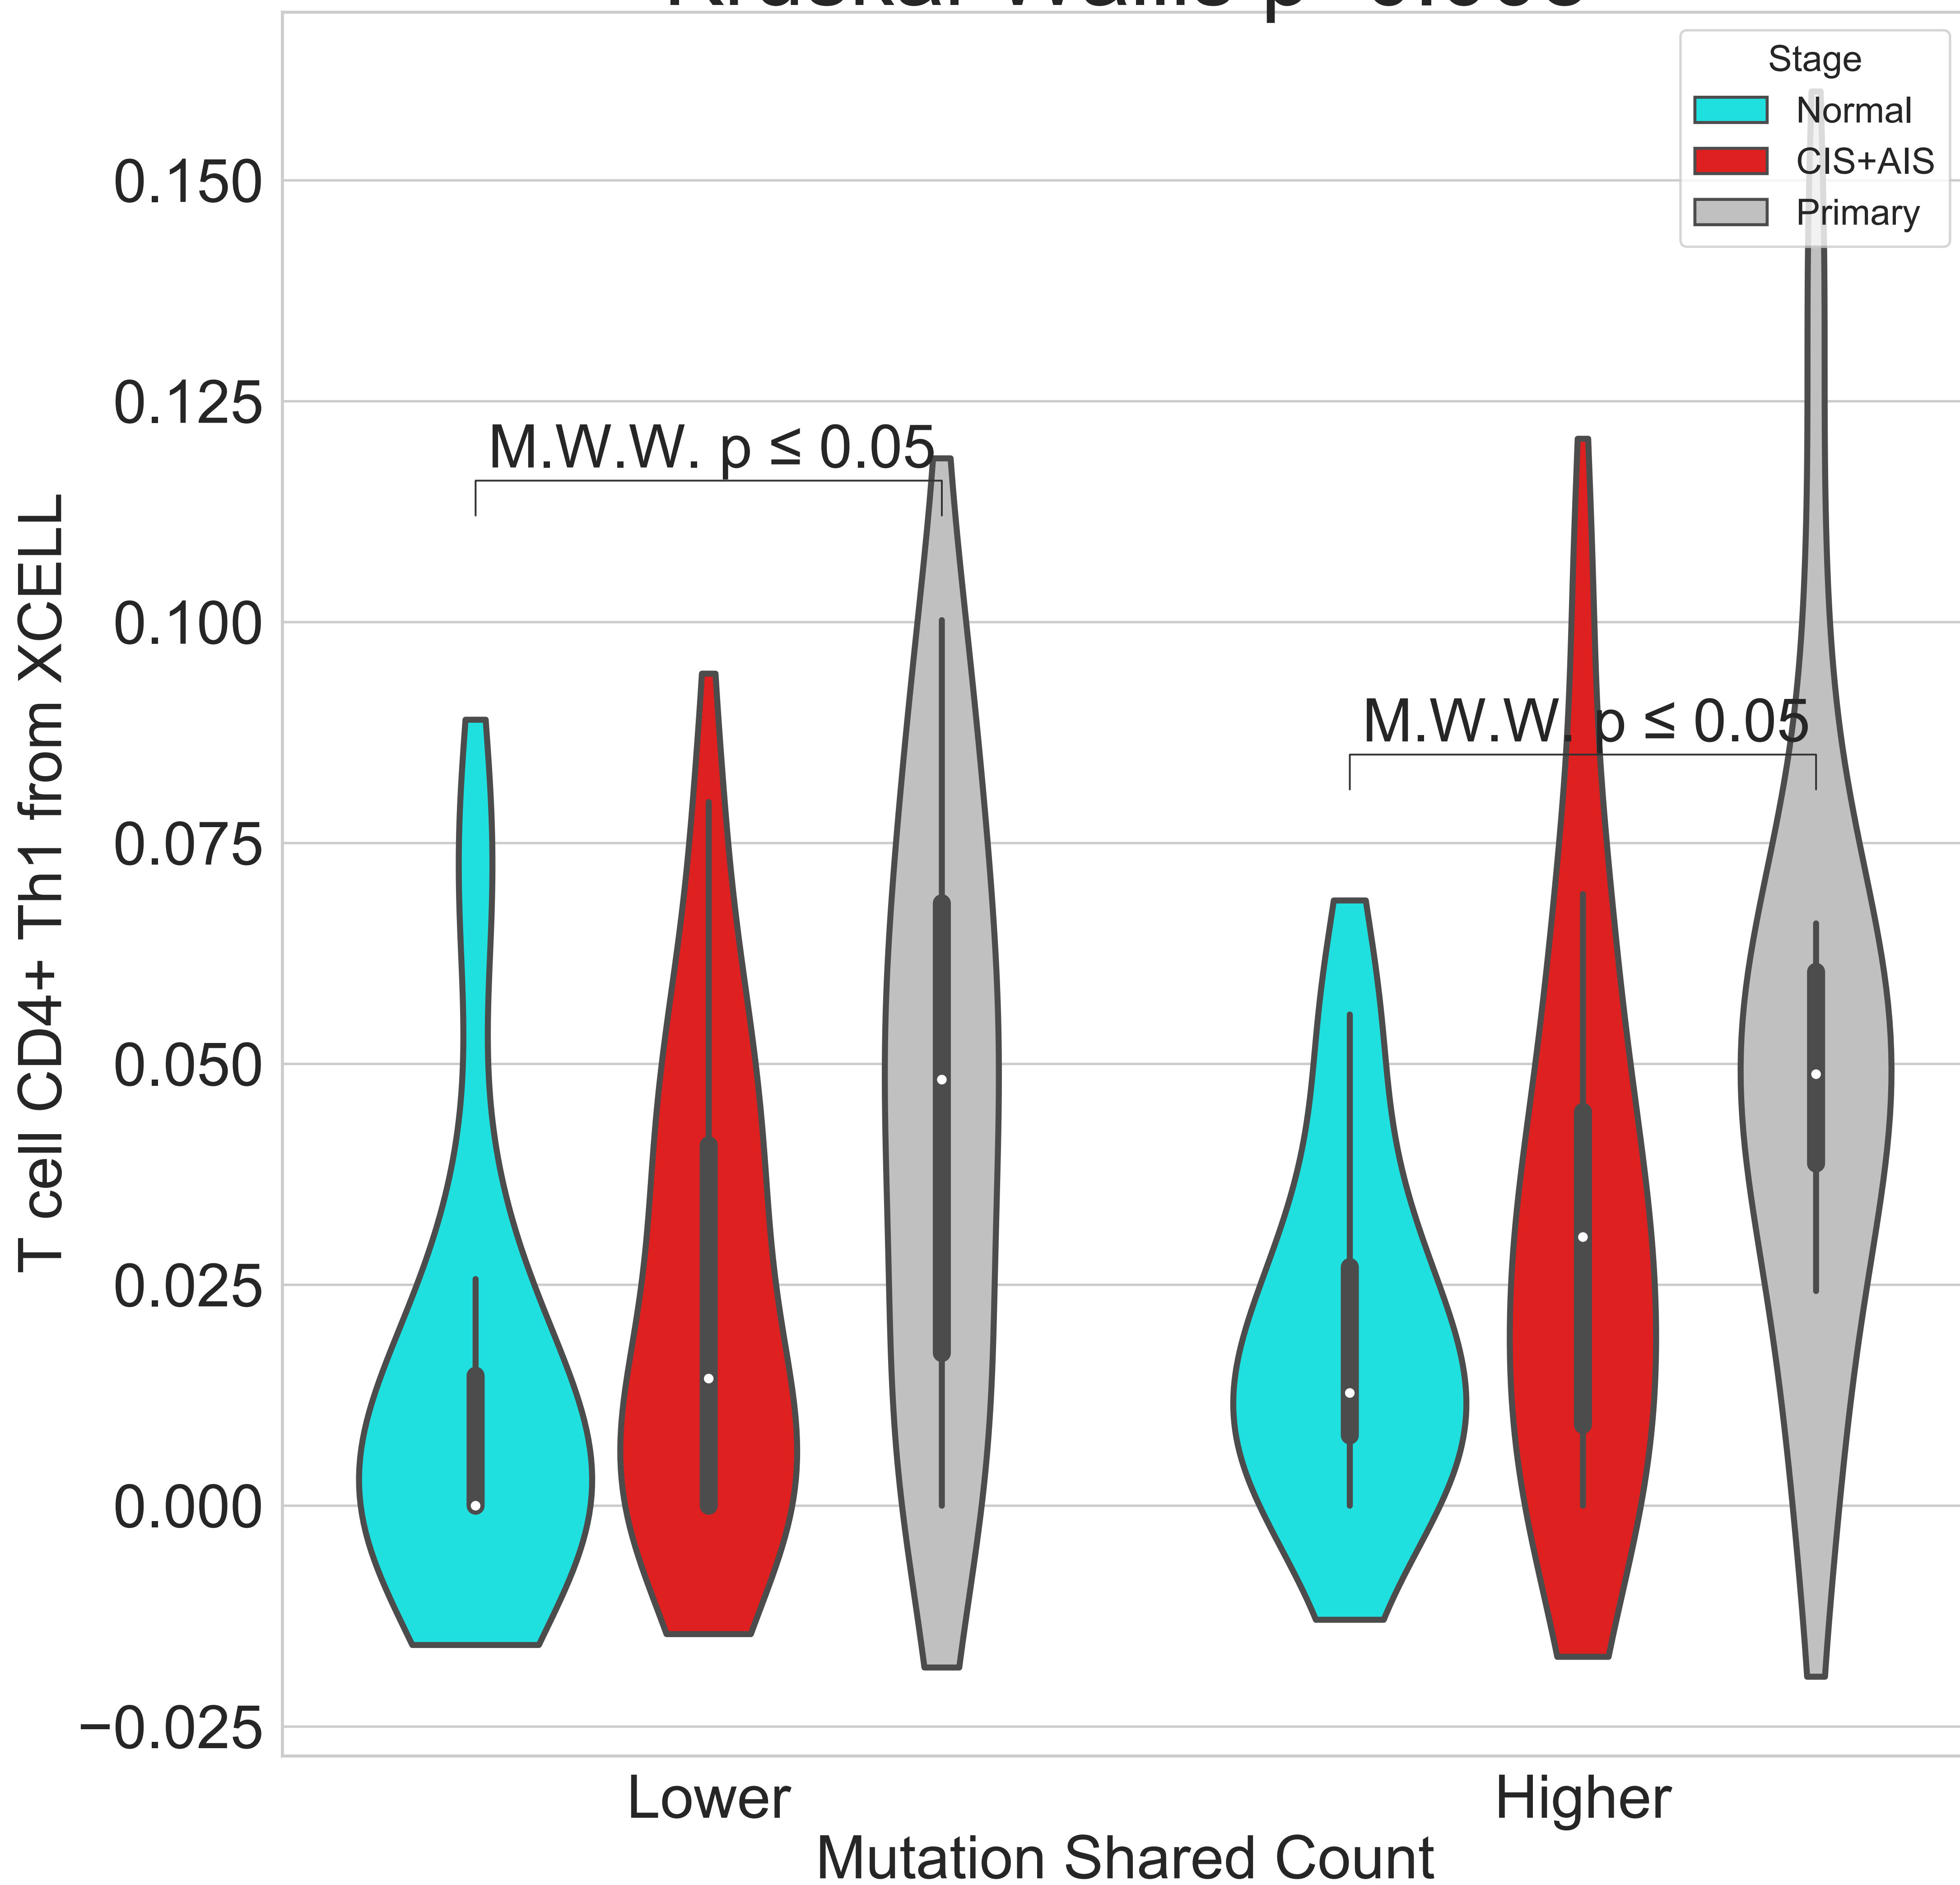 Stage
Normal
CIS+AIS
Primary
0.150
0.125
0.100
0.075
0.050
0.025
0.000
−0.025
T cell CD4+ Th1 from XCELL
M.W.W. p ≤ 0.05
M.W.W. p ≤ 0.05
Lower
Higher
Mutation Shared Count